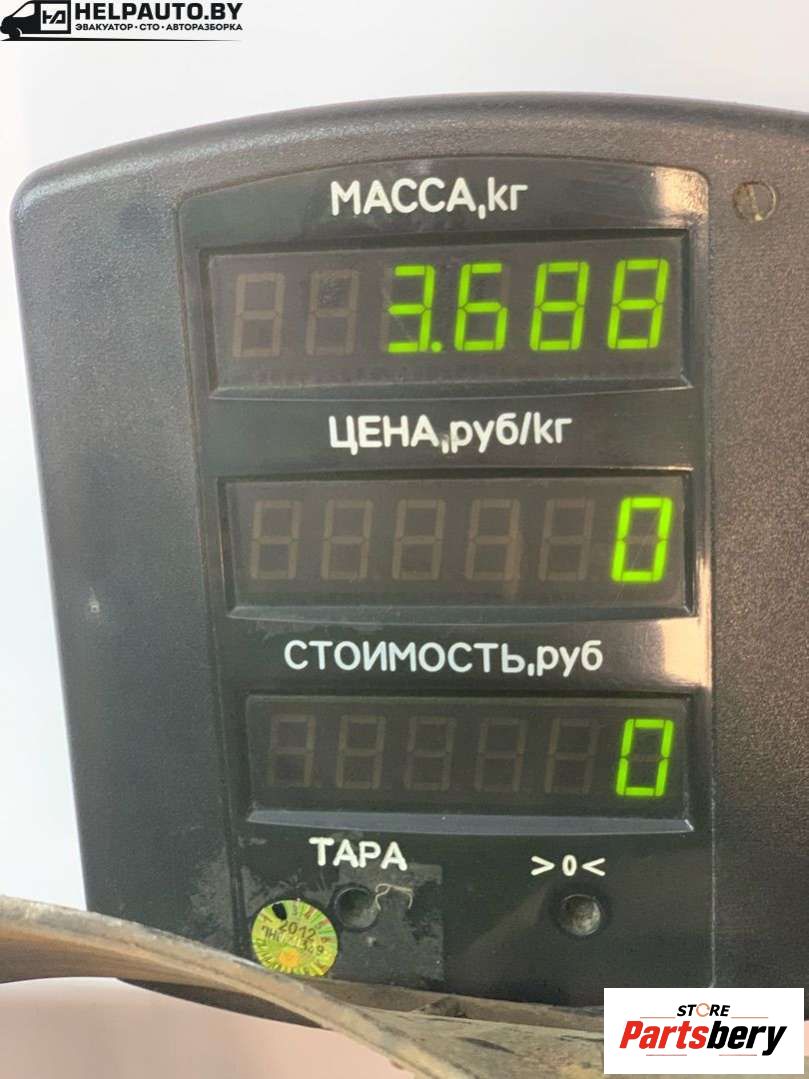 HELPAUTO.BY
ЭВАКУАТОР • СТО • АВТОРАЗБОРКА
МАССА,кг
3.688
ЦЕНА,руб/кг
0
СТОИМОСТЬ,руб
0
ТАРА
>0<
2012
STORE
Partsbery